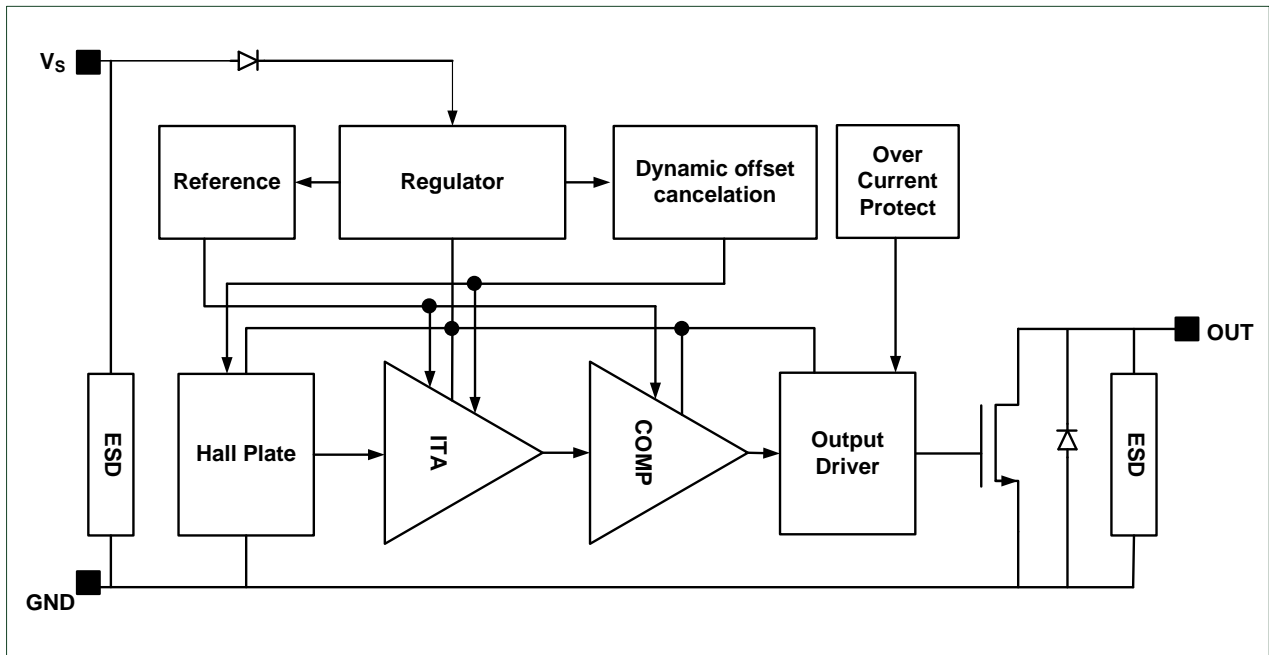 VS
Reference
Regulator
Dynamic offset
cancelation
Over
Current
Protect
OUT
ESD
Hall Plate
ITA
COMP
Output
Driver
ESD
GND